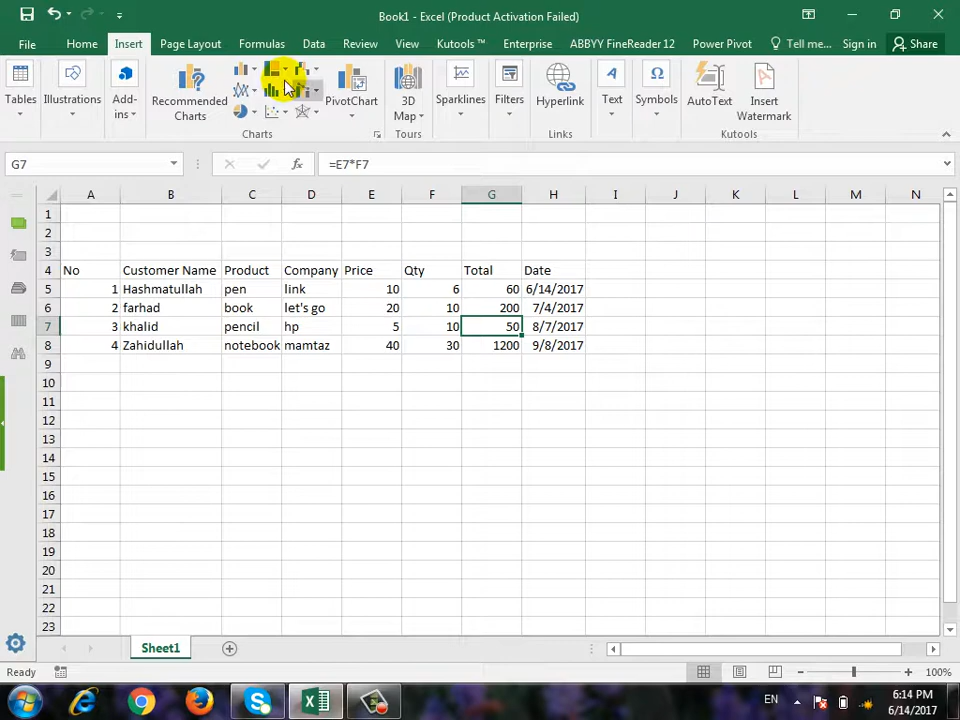 Book1 - Excel (Product Activation Failed)
File Home Insert Page Layout Formulas Data Review View Kutools ™ Enterprise ABBYY FineReader 12 Power Pivot Tell me... Sign in Share
Tables Illustrations Add-ins Recommended Charts PivotChart 3D Map Sparklines Filters Hyperlink Text Symbols AutoText Insert Watermark
Charts Tours Links Kutools
G7 fx =E7*F7
A B C D E F G H I J K L M N
1
2
3
4 No Customer Name Product Company Price Qty Total Date
5 1 Hashmatullah pen link 10 6 60 6/14/2017
6 2 farhad book let's go 20 10 200 7/4/2017
7 3 khalid pencil hp 5 10 50 8/7/2017
8 4 Zahidullah notebook mamtaz 40 30 1200 9/8/2017
9
10
11
12
13
14
15
16
17
18
19
20
21
22
23
Sheet1
Ready 100%
EN 6:14 PM
6/14/2017